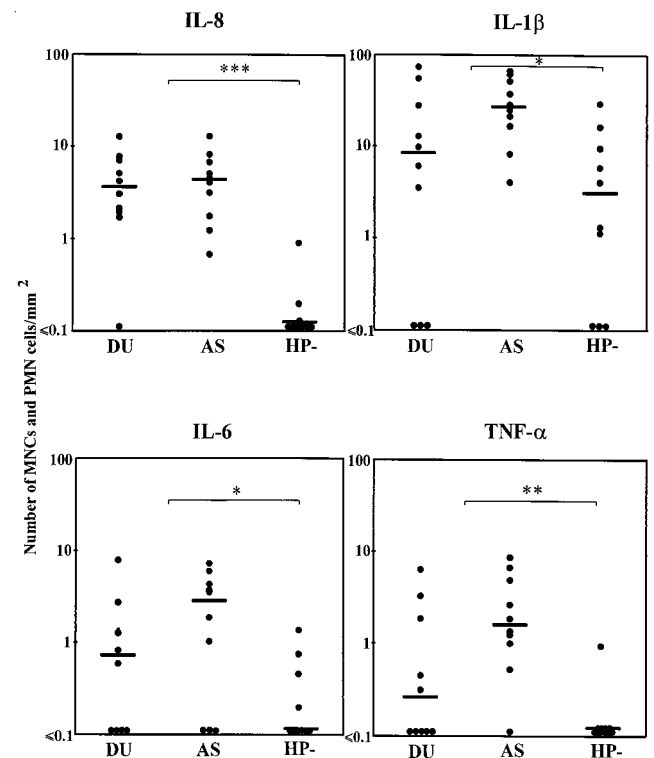 IL-8
IL-1β
100
10
1
≤0.1
***
DU AS HP-
100
10
1
≤0.1
*
DU AS HP-
Number of MNCs and PMN cells/mm²
IL-6
TNF-α
100
10
1
≤0.1
*
DU AS HP-
100
10
1
≤0.1
**
DU AS HP-